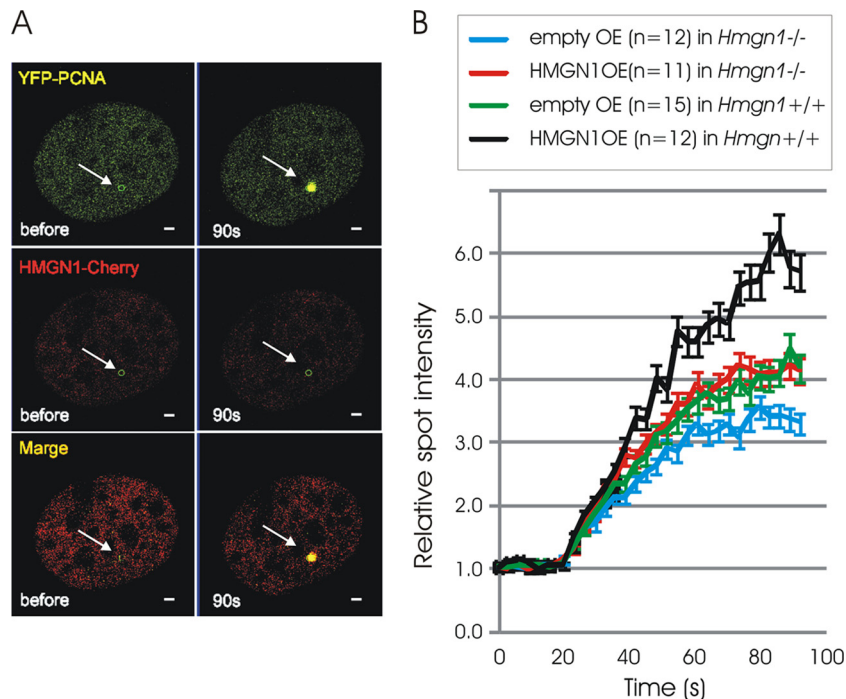 A
YFP-PCNA
before
90s
HMGN1-Cherry
before
90s
Marge
before
90s
B
empty OE (n=12) in Hmgn1-/-
HMGN1OE(n=11) in Hmgn1-/-
empty OE (n=15) in Hmgn1+/+
HMGN1OE (n=12) in Hmgn+/+
Relative spot intensity
6.0
5.0
4.0
3.0
2.0
1.0
0.0
0 20 40 60 80 100
Time (s)